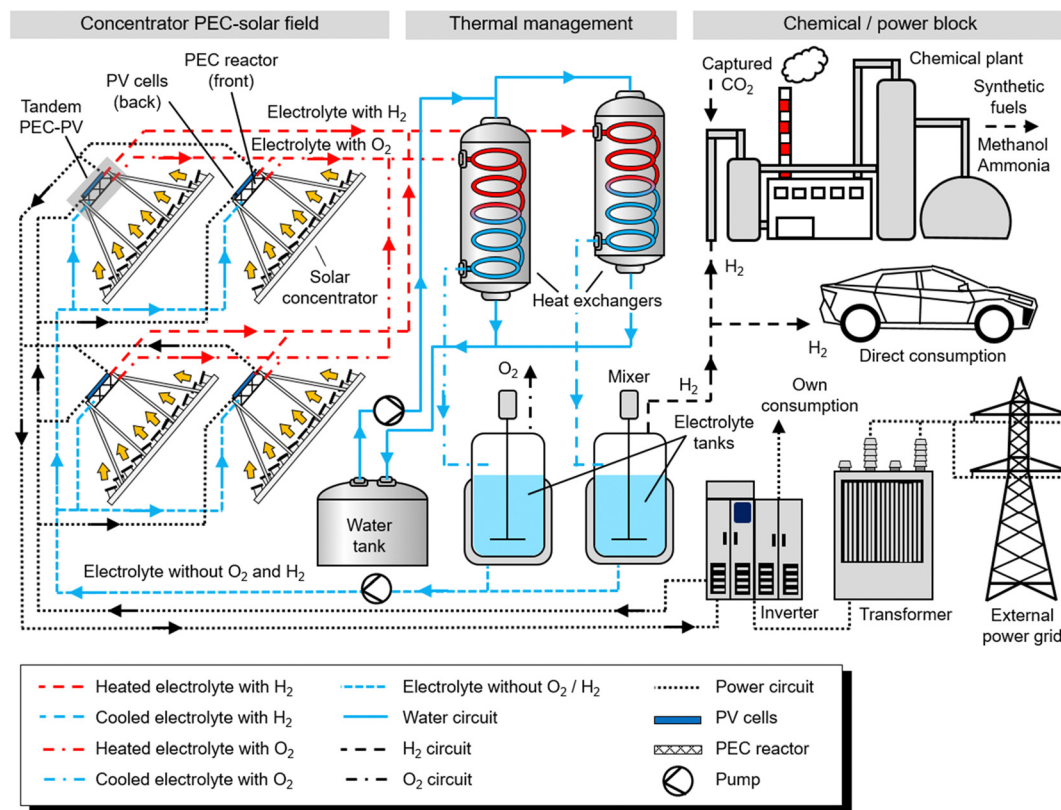 Concentrator PEC-solar field
Thermal management
Chemical / power block
PEC reactor
(front)
PV cells
(back)
Tandem
PEC-PV
Electrolyte with H₂
Electrolyte with O₂
Solar
concentrator
Heat exchangers
Captured
CO₂
Chemical plant
Synthetic
fuels
Methanol
Ammonia
H₂
H₂
Direct consumption
O₂
Mixer
H₂
Electrolyte
tanks
Own
consumption
Water
tank
Electrolyte without O₂ and H₂
Inverter
Transformer
External
power grid
Heated electrolyte with H₂
Cooled electrolyte with H₂
Heated electrolyte with O₂
Cooled electrolyte with O₂
Electrolyte without O₂ / H₂
Water circuit
H₂ circuit
O₂ circuit
Power circuit
PV cells
PEC reactor
Pump